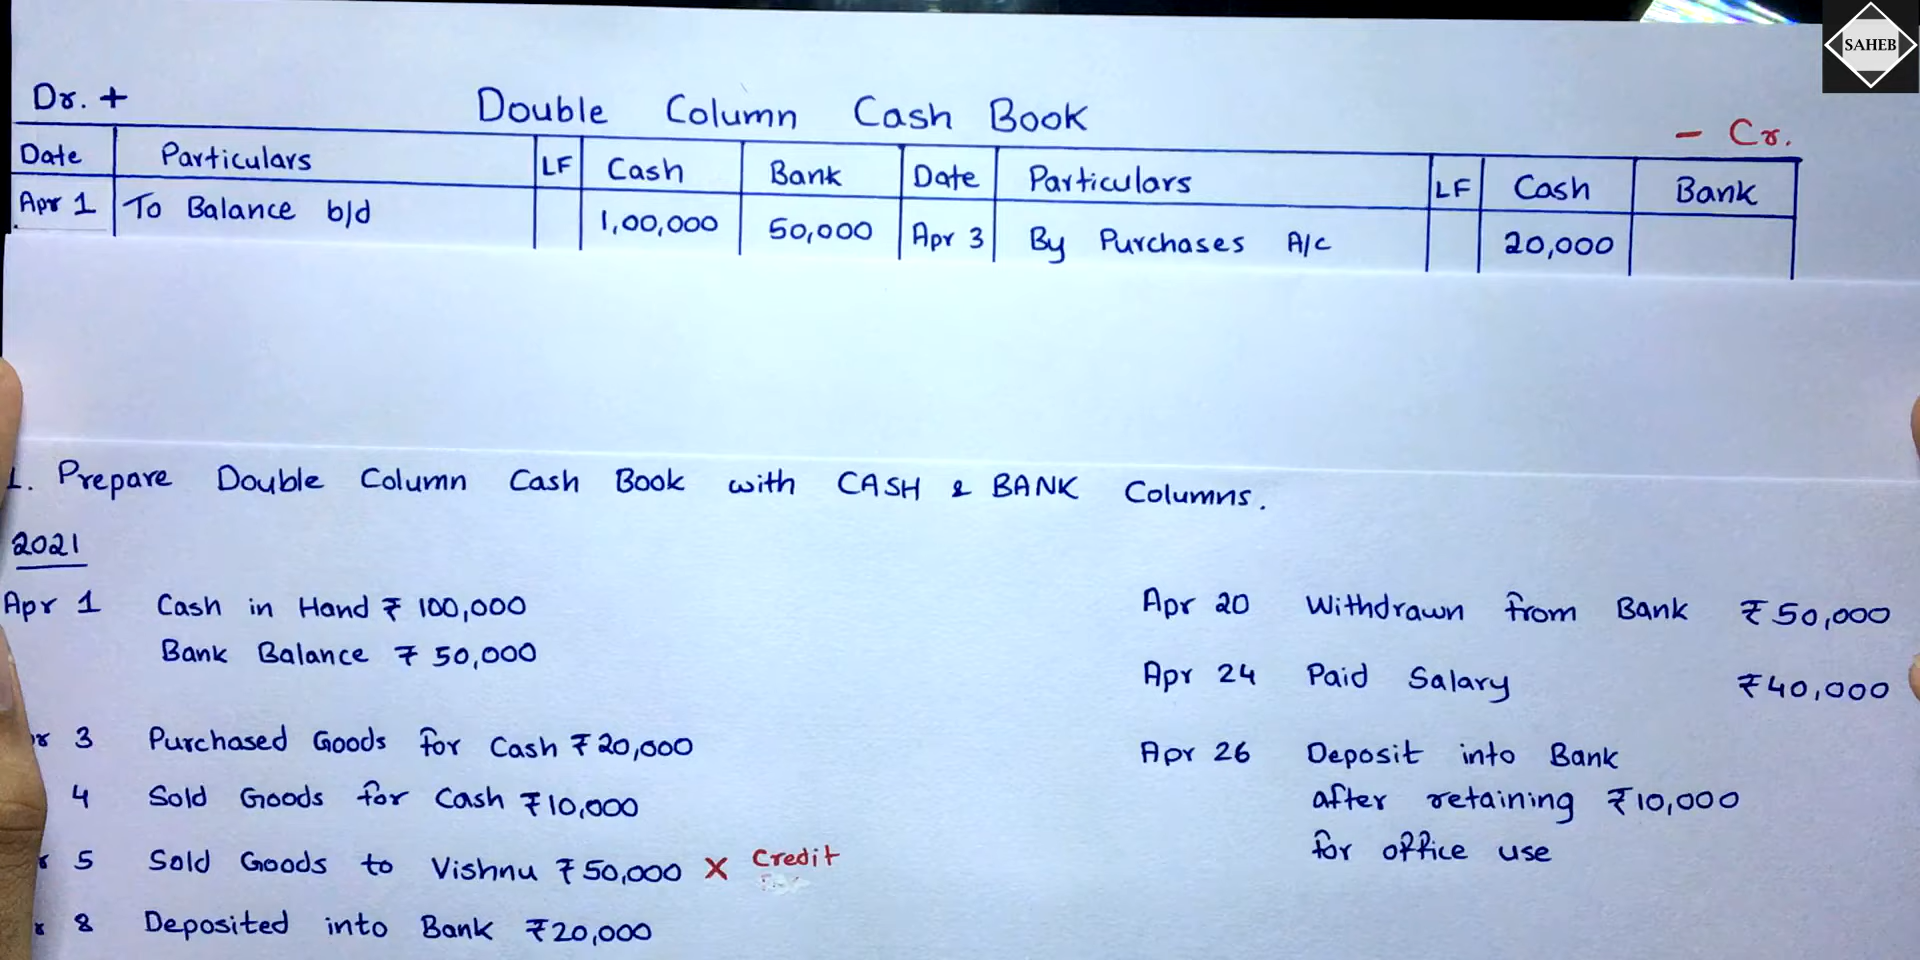 SAHEB
Dr. + Double Column Cash Book - Cr.
Date Particulars LF Cash Bank Date Particulars LF Cash Bank
Apr 1 To Balance b/d 1,00,000 50,000 Apr 3 By Purchases A/c 20,000
1. Prepare Double Column Cash Book with CASH & BANK Columns.
2021
Apr 1 Cash in Hand ₹ 100,000
Bank Balance ₹ 50,000
3 Purchased Goods for Cash ₹ 20,000
4 Sold Goods for Cash ₹10,000
5 Sold Goods to Vishnu ₹ 50,000 X Credit
8 Deposited into Bank ₹20,000
Apr 20 Withdrawn from Bank ₹ 50,000
Apr 24 Paid Salary ₹40,000
Apr 26 Deposit into Bank
after retaining ₹10,000
for office use